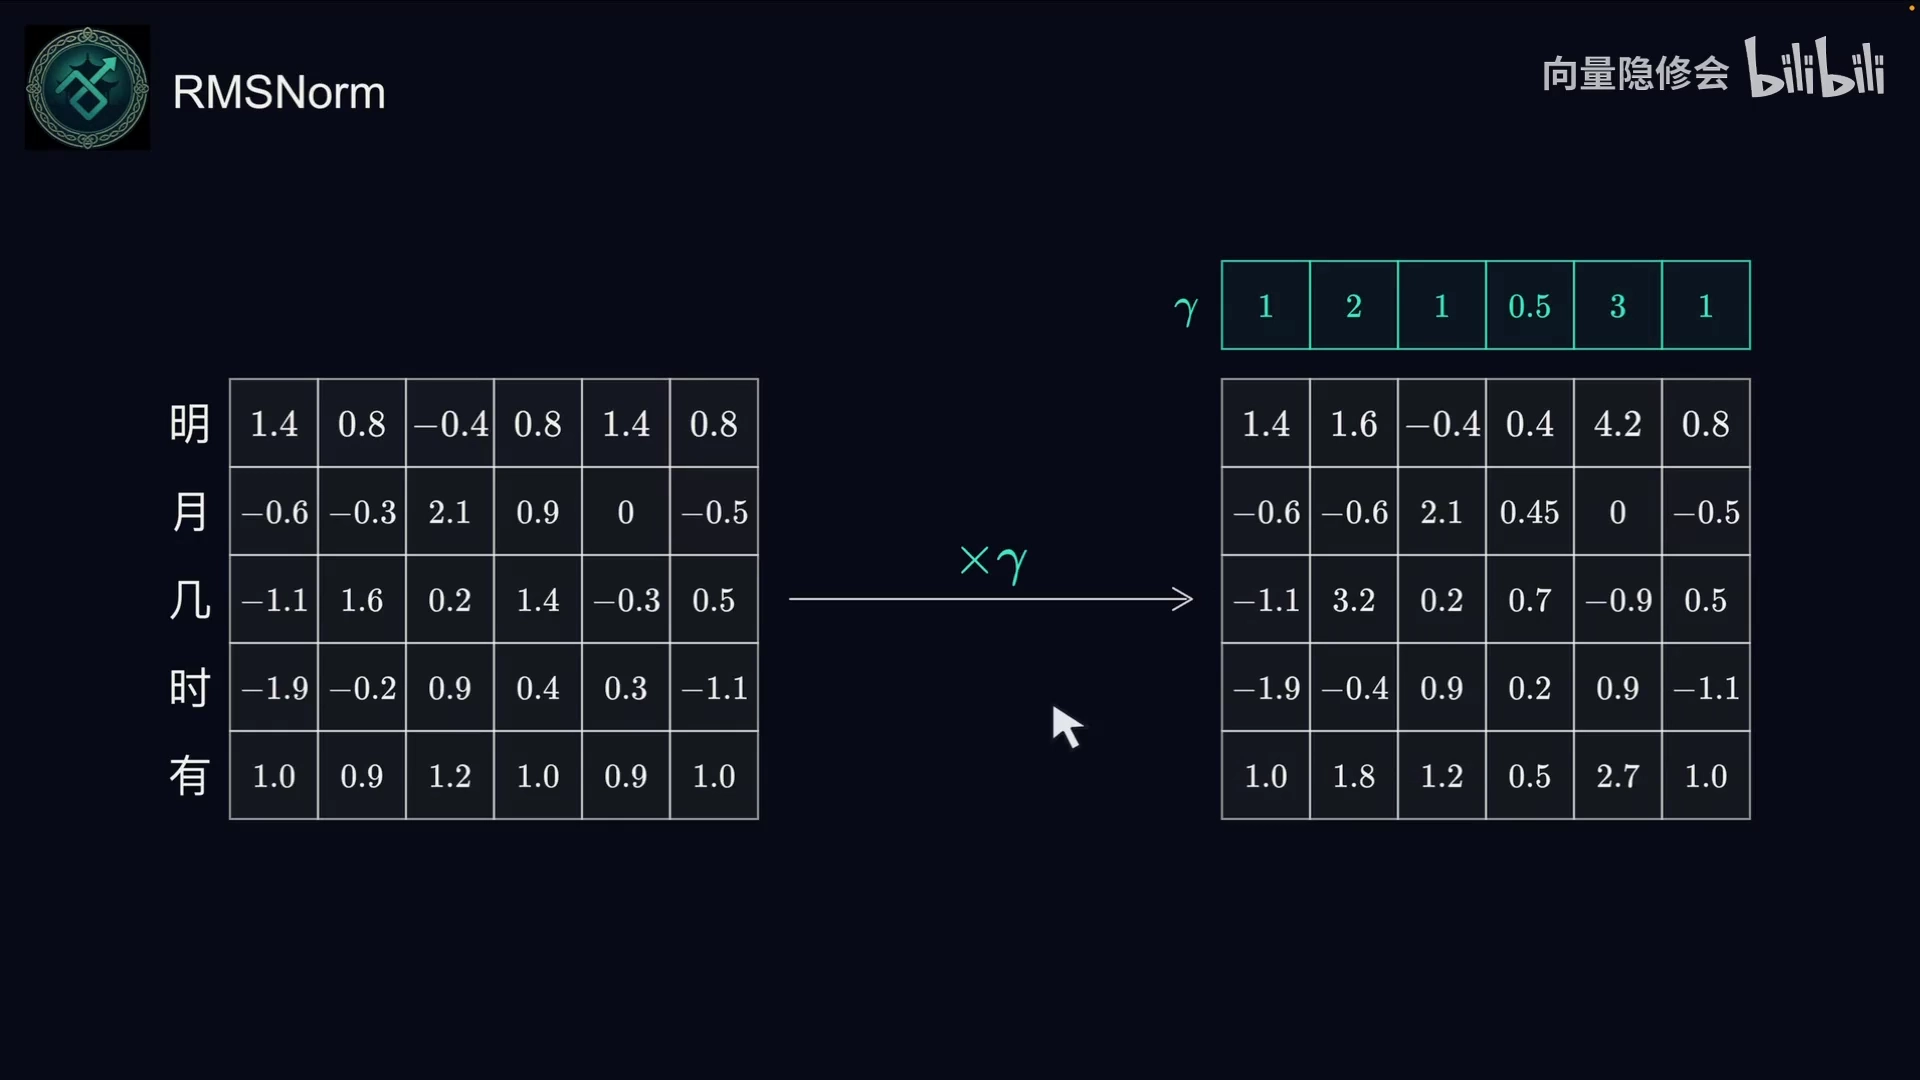 RMSNorm
向量隐修会 bilibili
γ 1 2 1 0.5 3 1
明 1.4 0.8 −0.4 0.8 1.4 0.8
月 −0.6 −0.3 2.1 0.9 0 −0.5
几 −1.1 1.6 0.2 1.4 −0.3 0.5
时 −1.9 −0.2 0.9 0.4 0.3 −1.1
有 1.0 0.9 1.2 1.0 0.9 1.0
×γ
1.4 1.6 −0.4 0.4 4.2 0.8
−0.6 −0.6 2.1 0.45 0 −0.5
−1.1 3.2 0.2 0.7 −0.9 0.5
−1.9 −0.4 0.9 0.2 0.9 −1.1
1.0 1.8 1.2 0.5 2.7 1.0